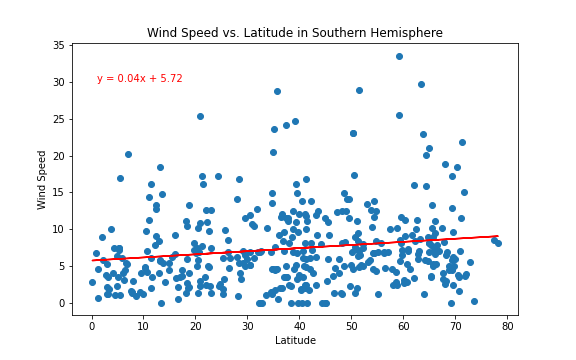 Wind Speed vs. Latitude in Southern Hemisphere
35
30
25
20
15
10
5
0
y = 0.04x + 5.72
Wind Speed
0 10 20 30 40 50 60 70 80
Latitude